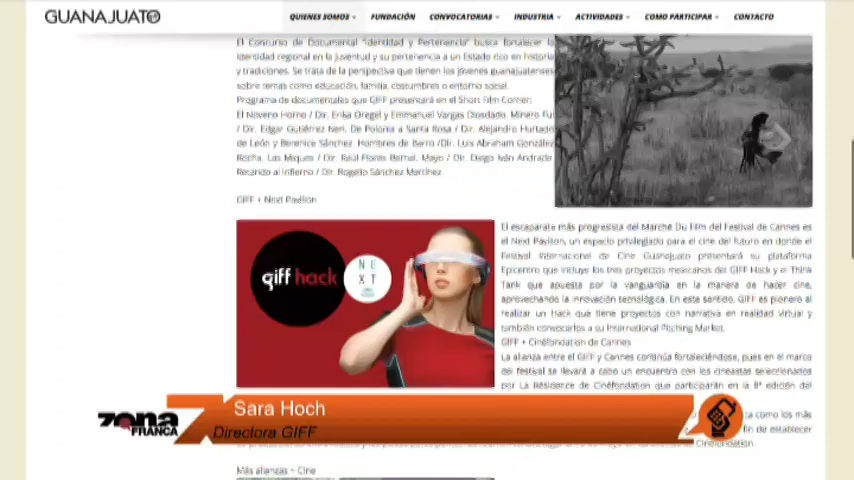 GUANAJUATO
QUIENES SOMOS
FUNDACIÓN
CONVOCATORIAS
INDUSTRIA
ACTIVIDADES
COMO PARTICIPAR
CONTACTO
El Concurso de Documental "Identidad y Pertenencia" busca fortalecer la
identidad regional en la juventud y su pertenencia a un Estado rico en historia
y tradiciones. Se trata de la perspectiva que tienen los jóvenes guanajuatenses
sobre temas como educación, familia, costumbres o entorno social.
Programa de documentales que GIFF presentará en el Short Film Corner:
El Noveno Horno / Dir. Erika Oregel y Emmanuel Vargas Diosdado. Minero Fui
/ Dir. Edgar Gutiérrez Neri. De Polonia a Santa Rosa / Dir. Alejandro Hurtado
de León y Berenice Sánchez. Hombres de Barro /Dir. Luis Abraham González
Rocha. Las Miquis / Dir. Raúl Flores Bernal. Mayo / Dir. Diego Iván Andrade.
Retando al Infierno / Dir. Rogelio Sánchez Martínez.
GIFF + Next Pavilion
giff hack
NEXT
El escaparate más progresista del Marché Du Film del Festival de Cannes es
el Next Pavilion, un espacio privilegiado para el cine del futuro en donde el
Festival Internacional de Cine Guanajuato presentará su plataforma
Epicentro que incluye los tres proyectos mexicanos del GIFF Hack y el Think
Tank que apuesta por la vanguardia en la manera de hacer cine,
aprovechando la innovación tecnológica. En este sentido, GIFF es pionero al
realizar un Hack que tiene proyectos con narrativa en realidad virtual y
también convocarlos a su International Pitching Market.
GIFF + Cinéfondation de Cannes
La alianza entre el GIFF y Cannes continúa fortaleciéndose, pues en el marco
del festival se llevará a cabo un encuentro con los cineastas seleccionados
por La Résidence de Cinéfondation que participarán en la 8ª edición del
como los más
fin de establecer
Cinéfondation.
zona
FRANCA
Sara Hoch
Directora GIFF
Más alianzas – Cine